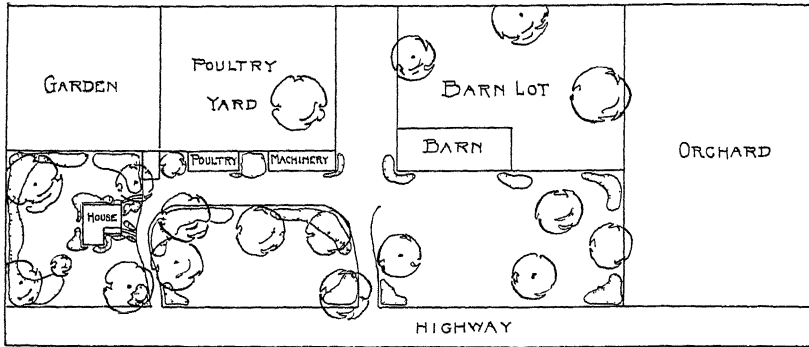 GARDEN
POULTRY
YARD
BARN LOT
BARN
ORCHARD
POULTRY
MACHINERY
HOUSE
HIGHWAY